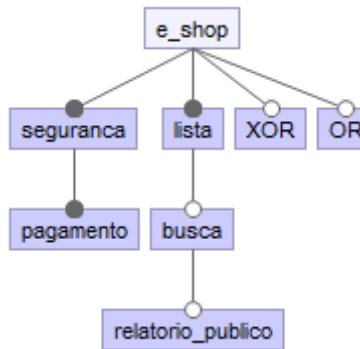 e_shop
seguranca lista XOR OR
pagamento busca
relatorio_publico